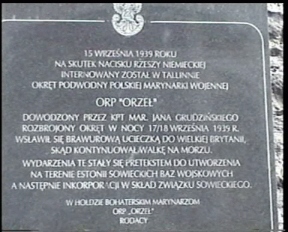 15 WRZEŚNIA 1939 ROKU
NA SKUTEK NACISKU RZESZY NIEMIECKIEJ
INTERNOWANY ZOSTAŁ W TALLINNIE
OKRĘT PODWODNY POLSKIEJ MARYNARKI WOJENNEJ
ORP "ORZEŁ"
DOWODZONY PRZEZ KPT MAR. JANA GRUDZIŃSKIEGO
ROZBROJONY OKRĘT W NOCY 17/18 WRZEŚNIA 1939 R.
WSŁAWIŁ SIĘ BRAWUROWĄ UCIECZKĄ DO WIELKIEJ BRYTANII,
SKĄD KONTYNUOWAŁ WALKĘ NA MORZU.
WYDARZENIA TE STAŁY SIĘ PRETEKSTEM DO UTWORZENIA
NA TERENIE ESTONII SOWIECKICH BAZ WOJSKOWYCH
A NASTĘPNIE INKORPORACJI W SKŁAD ZWIĄZKU SOWIECKIEGO.
W HOŁDZIE BOHATERSKIM MARYNARZOM
ORP „ORZEŁ"
RODACY